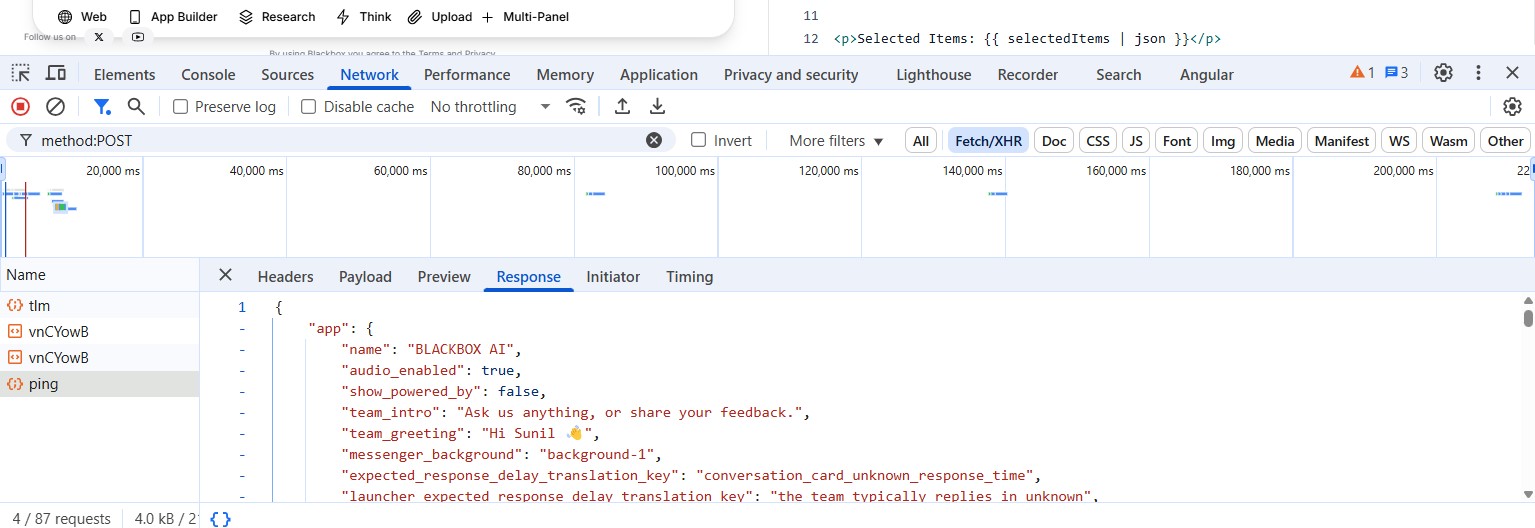 Web App Builder Research Think Upload Multi-Panel
Follow us on
By using Blackbox you agree to the Terms and Privacy
11
12 <p>Selected Items: {{ selectedItems | json }}</p>
Elements Console Sources Network Performance Memory Application Privacy and security Lighthouse Recorder Search Angular 1 3
Preserve log Disable cache No throttling
method:POST Invert More filters All Fetch/XHR Doc CSS JS Font Img Media Manifest WS Wasm Other
20,000 ms 40,000 ms 60,000 ms 80,000 ms 100,000 ms 120,000 ms 140,000 ms 160,000 ms 180,000 ms 200,000 ms 22
Name Headers Payload Preview Response Initiator Timing
tlm
vnCYowB
vnCYowB
ping
1 {
- "app": {
- "name": "BLACKBOX AI",
- "audio_enabled": true,
- "show_powered_by": false,
- "team_intro": "Ask us anything, or share your feedback.",
- "team_greeting": "Hi Sunil 👋",
- "messenger_background": "background-1",
- "expected_response_delay_translation_key": "conversation_card_unknown_response_time",
- "launcher_expected_response_delay_translation_key": "the_team_typically_replies_in_unknown",
4 / 87 requests 4.0 kB / 2 { }